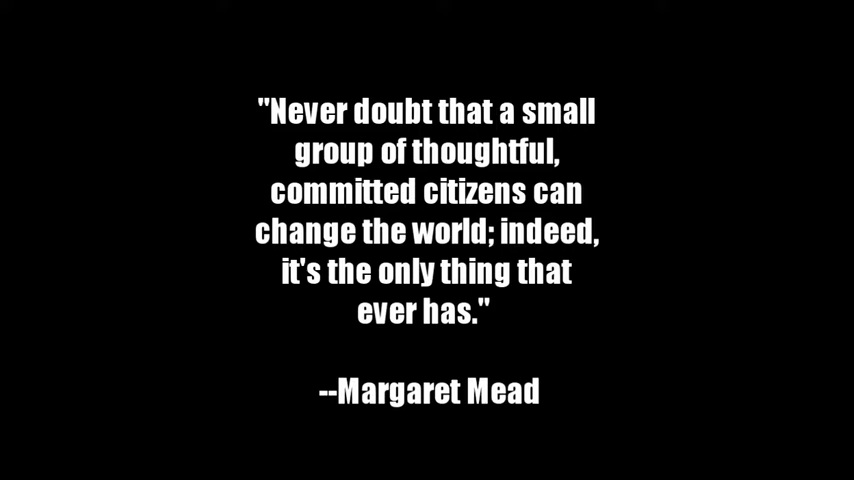 "Never doubt that a small
group of thoughtful,
committed citizens can
change the world; indeed,
it's the only thing that
ever has."
--Margaret Mead